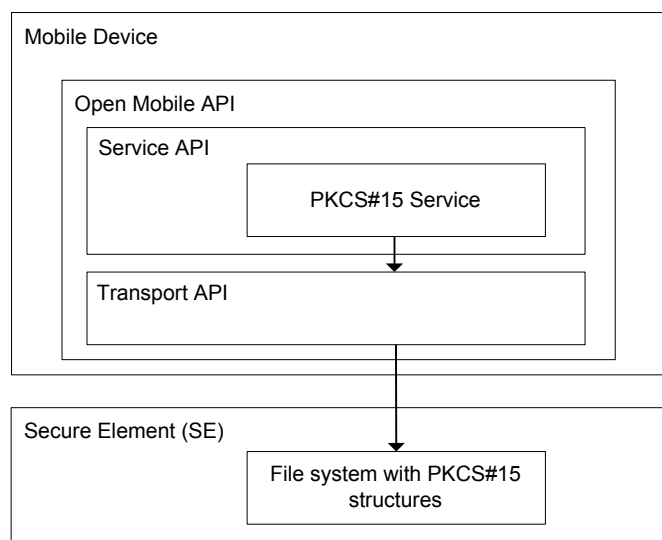 Mobile Device
Open Mobile API
Service API
PKCS#15 Service
Transport API
Secure Element (SE)
File system with PKCS#15
structures